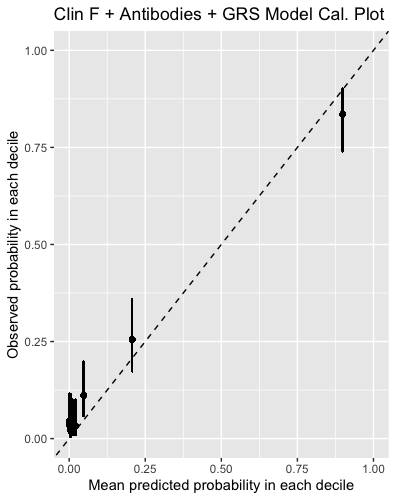 Clin F + Antibodies + GRS Model Cal. Plot
Observed probability in each decile
1.00
0.75
0.50
0.25
0.00
0.00 0.25 0.50 0.75 1.00
Mean predicted probability in each decile